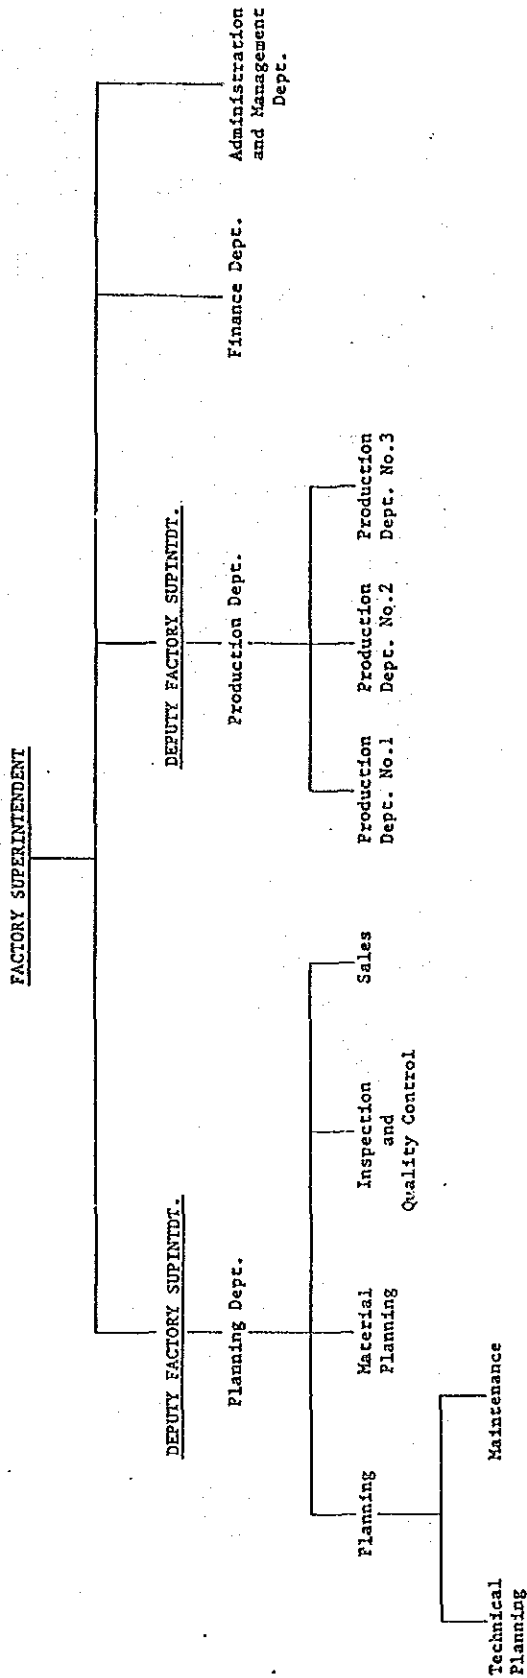 FACTORY SUPERINTENDENT
DEPUTY FACTORY SUPINTDT.
Planning Dept.
DEPUTY FACTORY SUPINTDT.
Production Dept.
Finance Dept.
Administration
and Management
Dept.
Planning
Material
Planning
Inspection
and
Quality Control
Sales
Production
Dept. No.1
Production
Dept. No.2
Production
Dept. No.3
Technical
Planning
Maintenance